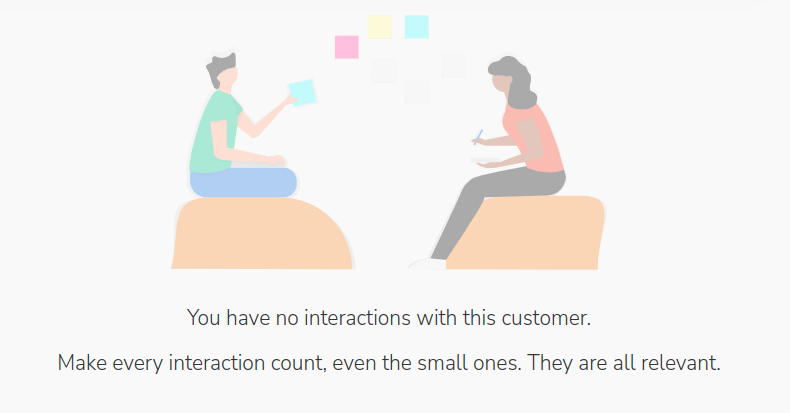 You have no interactions with this customer.
Make every interaction count, even the small ones. They are all relevant.